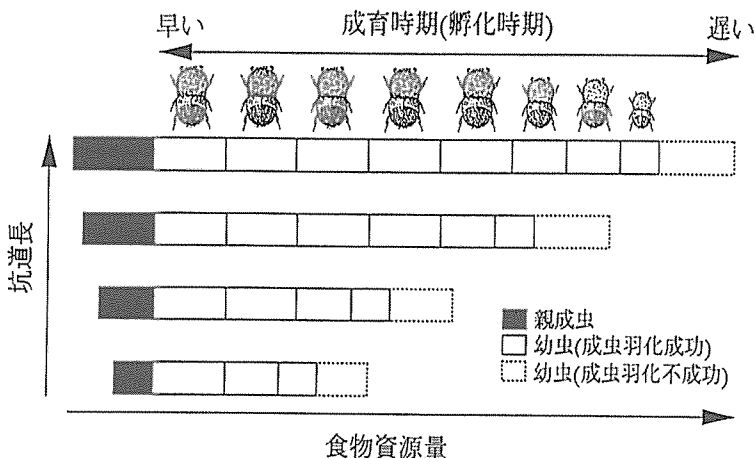 早い
成育時期(孵化時期)
遅い
坑道長
親成虫
幼虫(成虫羽化成功)
幼虫(成虫羽化不成功)
食物資源量